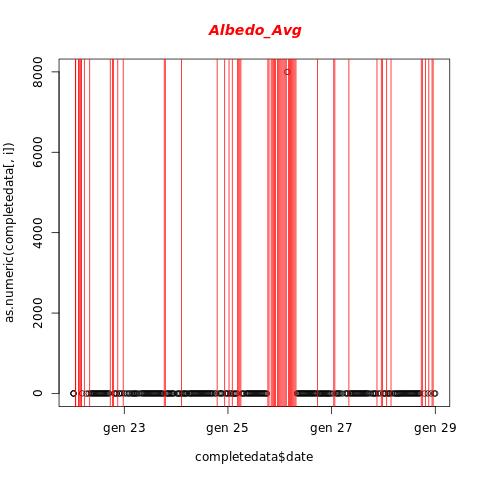 Albedo_Avg
as.numeric(completedata[, i])
8000
6000
4000
2000
0
gen 23
gen 25
gen 27
gen 29
completedata$date